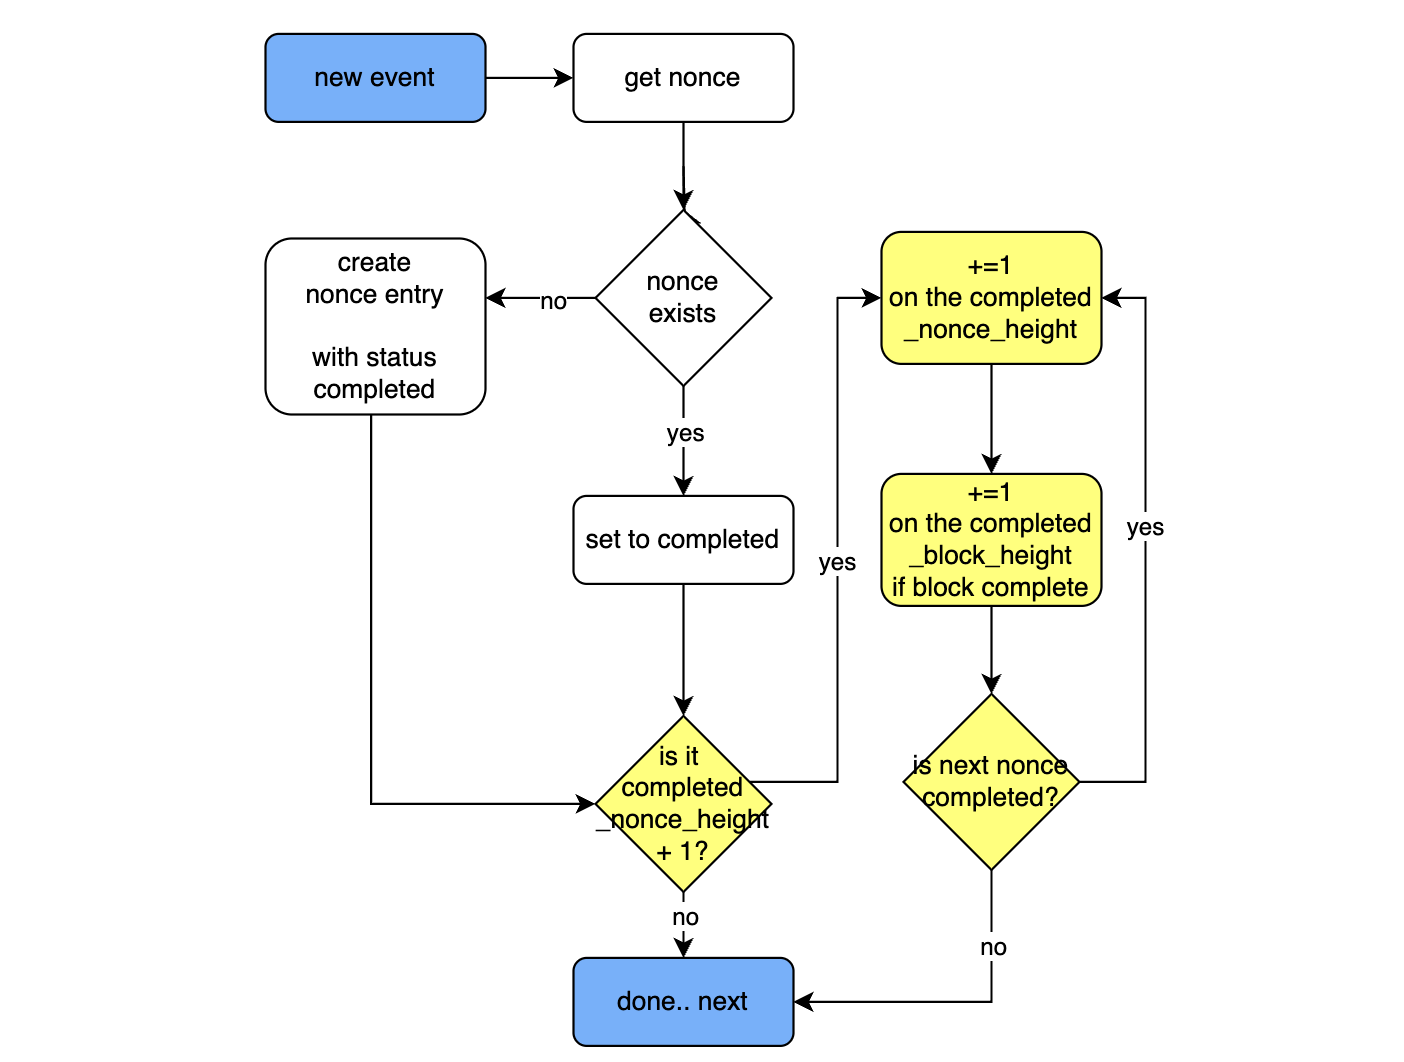 new event
get nonce
nonce
exists
no
create
nonce entry
with status
completed
yes
set to completed
is it
completed
_nonce_height
+ 1?
yes
no
+=1
on the completed
_nonce_height
+=1
on the completed
_block_height
if block complete
is next nonce
completed?
yes
no
done.. next